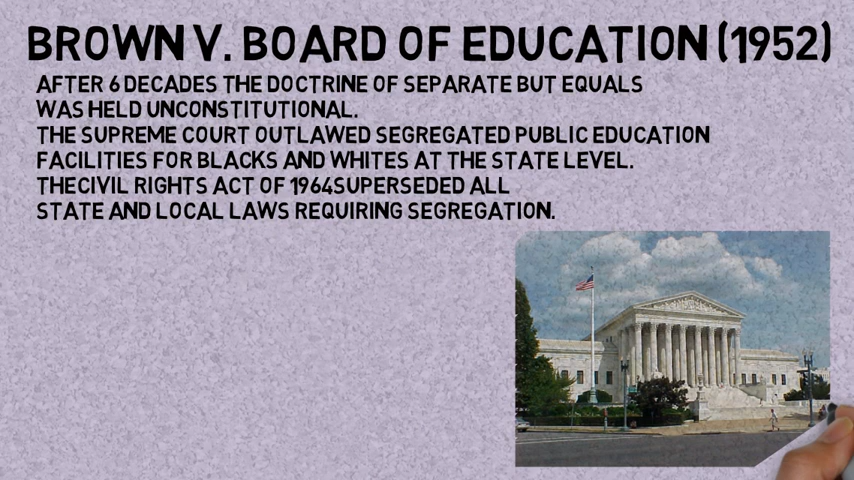 BROWN V. BOARD OF EDUCATION (1952)
AFTER 6 DECADES THE DOCTRINE OF SEPARATE BUT EQUALS
WAS HELD UNCONSTITUTIONAL.
THE SUPREME COURT OUTLAWED SEGREGATED PUBLIC EDUCATION
FACILITIES FOR BLACKS AND WHITES AT THE STATE LEVEL.
THECIVIL RIGHTS ACT OF 1964SUPERSEDED ALL
STATE AND LOCAL LAWS REQUIRING SEGREGATION.